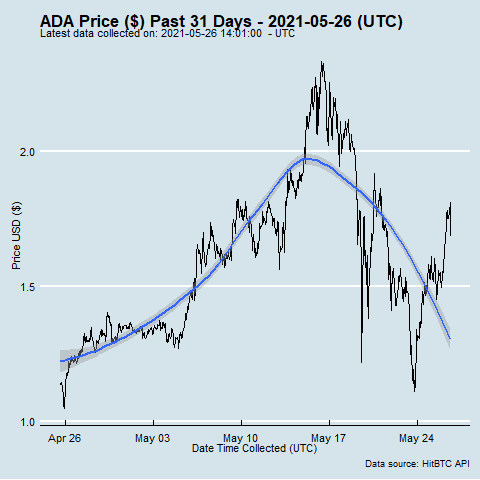 ADA Price ($) Past 31 Days - 2021-05-26 (UTC)
Latest data collected on: 2021-05-26 14:01:00 - UTC
Price USD ($)
2.0
1.5
1.0
Apr 26 May 03 May 10 May 17 May 24
Date Time Collected (UTC)
Data source: HitBTC API